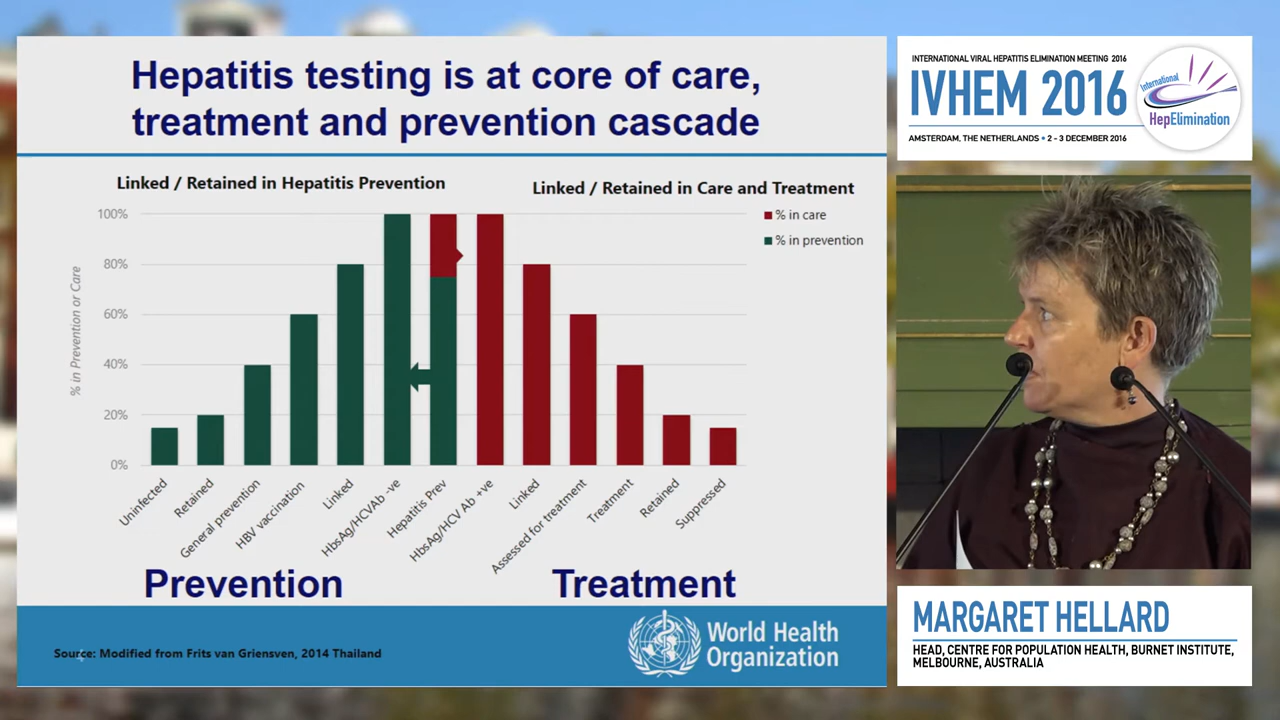 Hepatitis testing is at core of care,
treatment and prevention cascade
Linked / Retained in Hepatitis Prevention
Linked / Retained in Care and Treatment
% in care
% in prevention
% in Prevention or Care
100%
80%
60%
40%
20%
0%
Uninfected
Retained
General prevention
HBV vaccination
Linked
HbsAg/HCVAb -ve
Hepatitis Prev
HbsAg/HCV Ab +ve
Linked
Assessed for treatment
Treatment
Retained
Suppressed
Prevention
Treatment
Source: Modified from Frits van Griensven, 2014 Thailand
World Health
Organization
INTERNATIONAL VIRAL HEPATITIS ELIMINATION MEETING 2016
IVHEM 2016
AMSTERDAM, THE NETHERLANDS • 2 - 3 DECEMBER 2016
International
HepElimination
MARGARET HELLARD
HEAD, CENTRE FOR POPULATION HEALTH, BURNET INSTITUTE,
MELBOURNE, AUSTRALIA